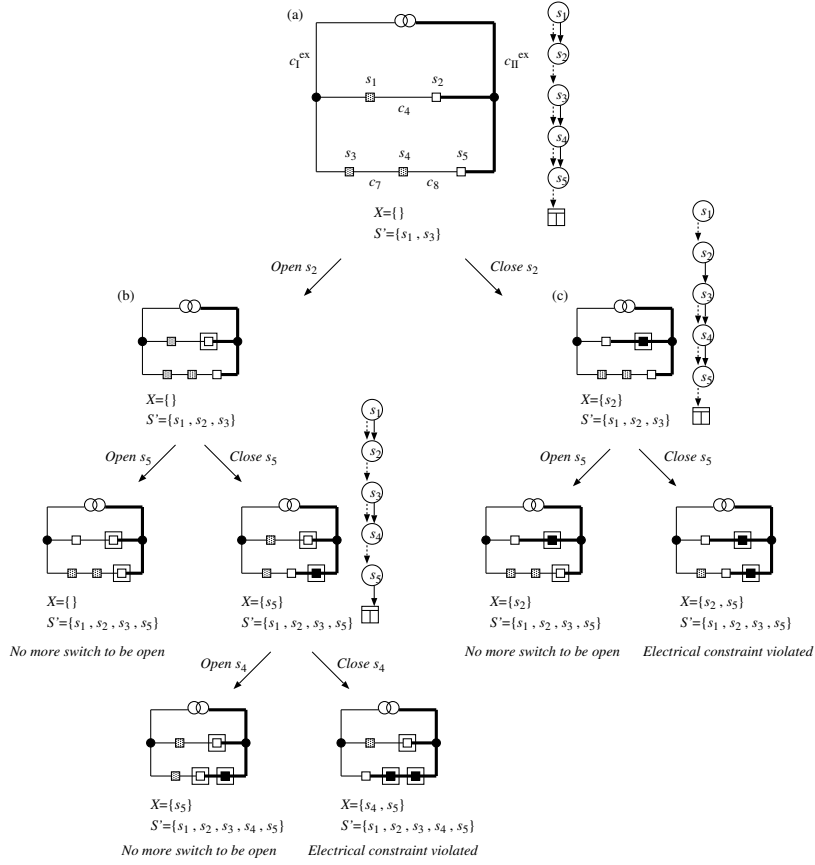 (a)
s1
s2
s3
s4
s5
cIex
cIIex
s1
s2
c4
s3
s4
s5
c7
c8
X={ }
S'={s1 , s3}
Open s2
Close s2
(b)
(c)
s1
s2
s3
s4
s5
X={ }
S'={s1 , s2 , s3}
X={s2}
S'={s1 , s2 , s3}
s1
s2
s3
s4
s5
Open s5
Close s5
Open s5
Close s5
X={ }
S'={s1 , s2 , s3 , s5}
No more switch to be open
X={s5}
S'={s1 , s2 , s3 , s5}
X={s2}
S'={s1 , s2 , s3 , s5}
No more switch to be open
X={s2 , s5}
S'={s1 , s2 , s3 , s5}
Electrical constraint violated
Open s4
Close s4
X={s5}
S'={s1 , s2 , s3 , s4 , s5}
No more switch to be open
X={s4 , s5}
S'={s1 , s2 , s3 , s4 , s5}
Electrical constraint violated